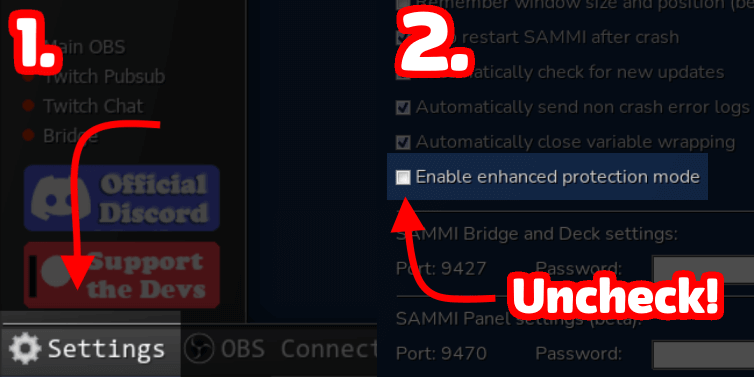 1.
Main OBS
Twitch Pubsub
Twitch Chat
Bridge
Official
Discord
Support
the Devs
Settings
OBS Connect
2.
Remember window size and position (be
restart SAMMI after crash
matically check for new updates
Automatically send non crash error logs
Automatically close variable wrapping
Enable enhanced protection mode
SAMMI Bridge and Deck settings:
Port: 9427 Password:
Uncheck!
SAMMI Panel settings (beta):
Port: 9470 Password: